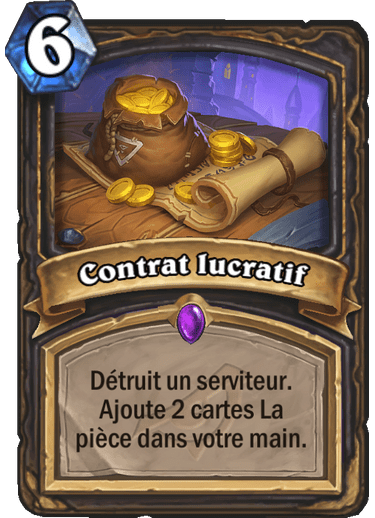 6
Contrat lucratif
Détruit un serviteur.
Ajoute 2 cartes La
pièce dans votre main.